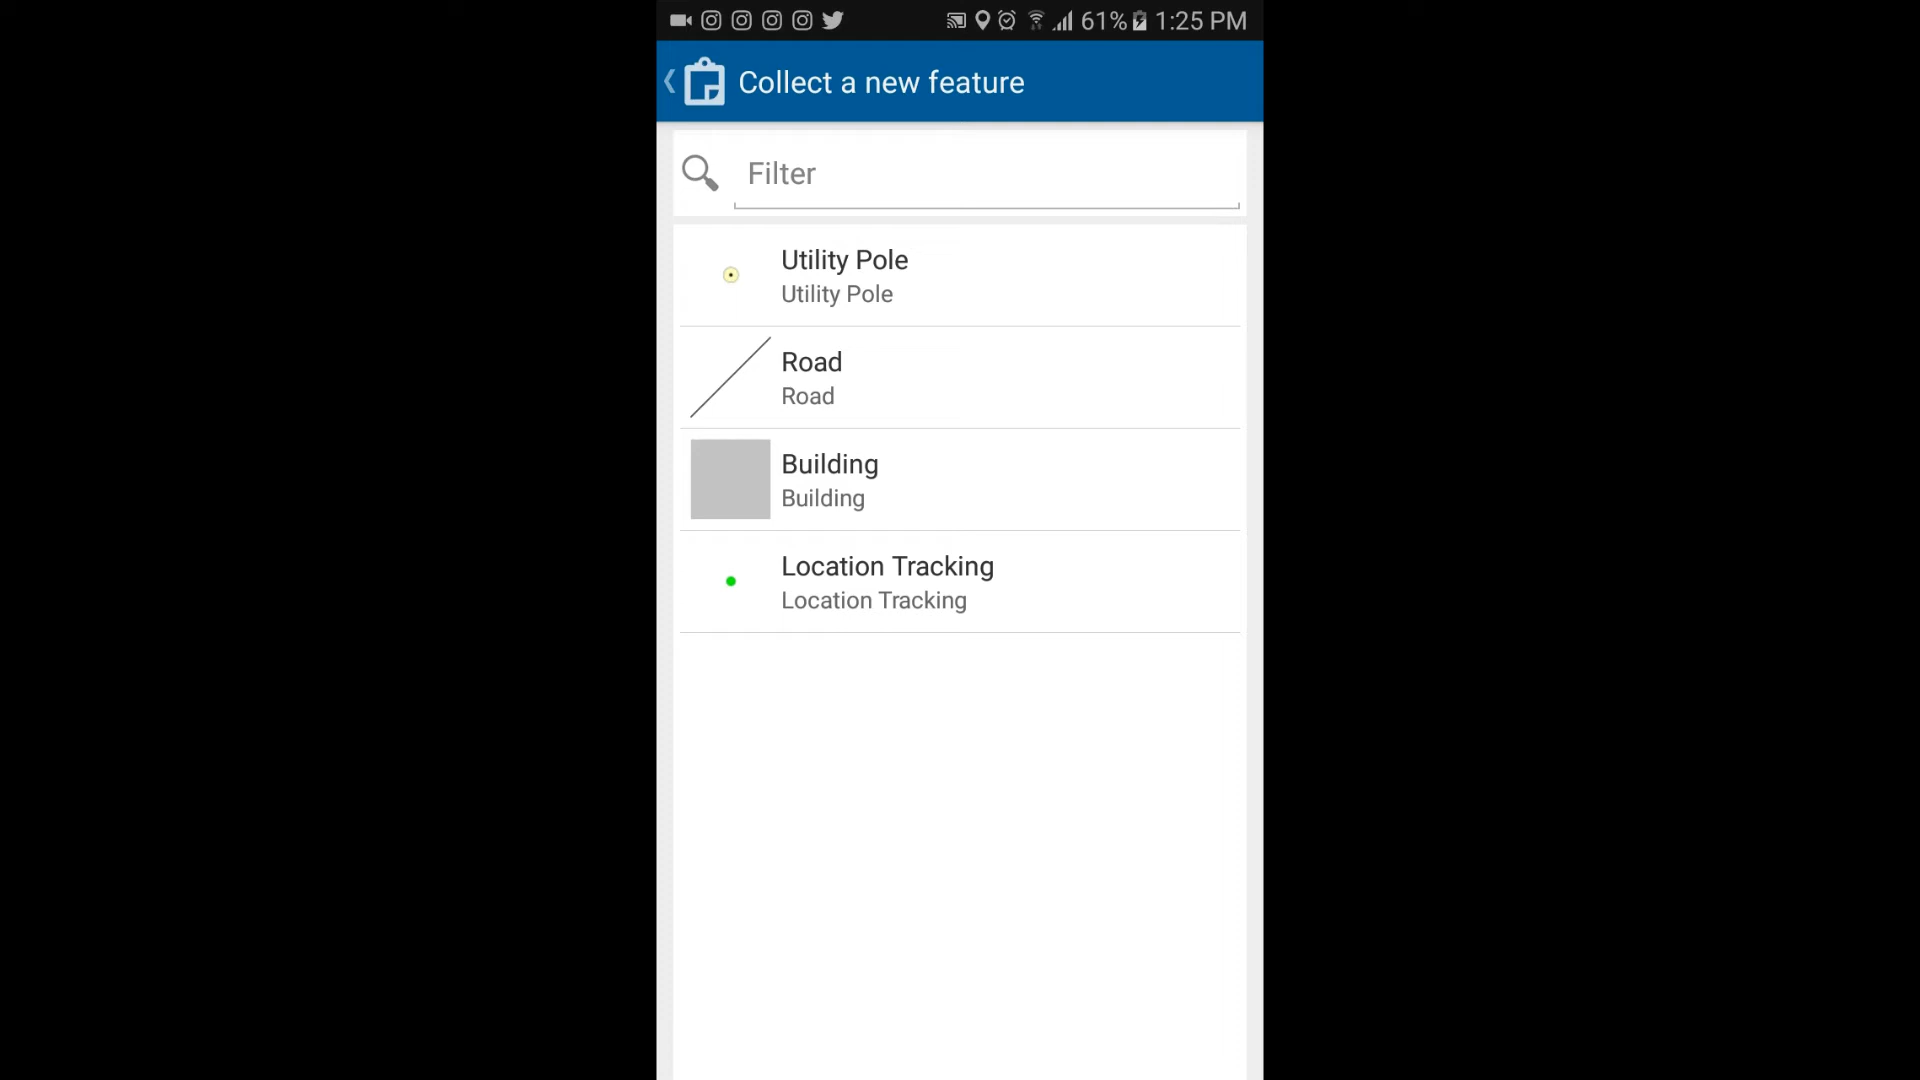 61% 1:25 PM
Collect a new feature
Filter
Utility Pole
Utility Pole
Road
Road
Building
Building
Location Tracking
Location Tracking